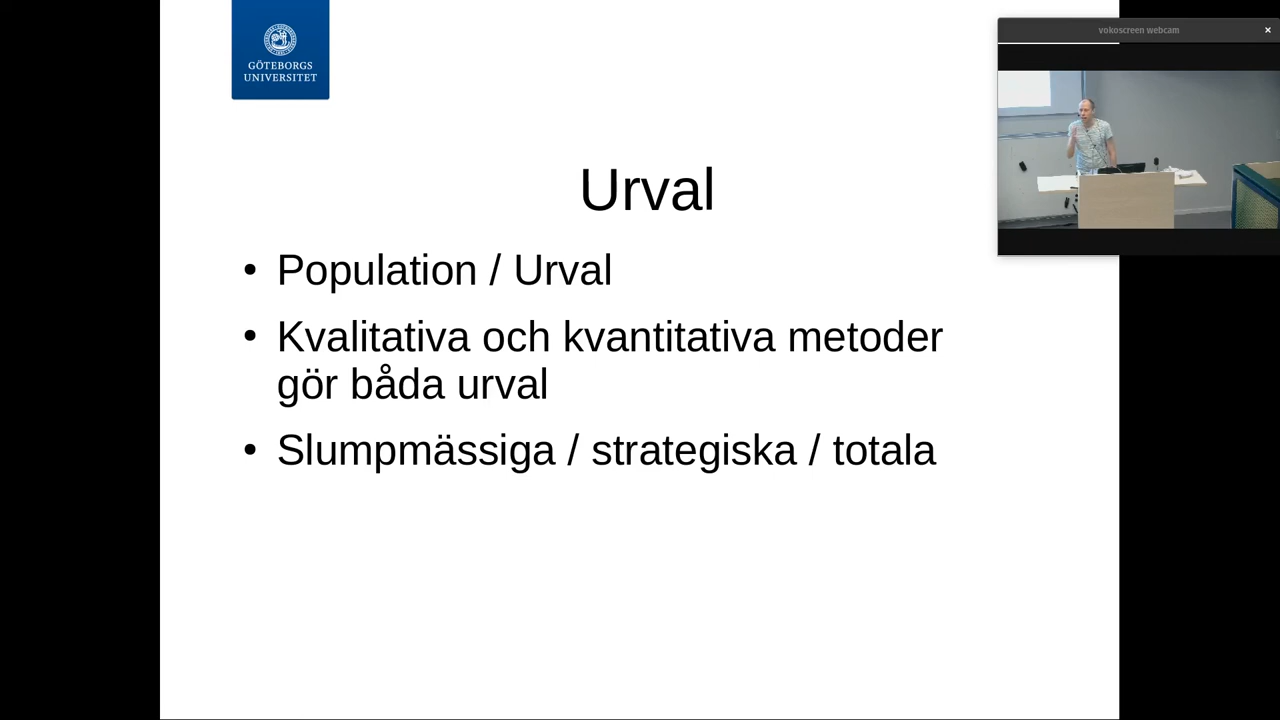 GÖTEBORGS
UNIVERSITET
vokoscreen webcam
Urval
Population / Urval
Kvalitativa och kvantitativa metoder
gör båda urval
Slumpmässiga / strategiska / totala